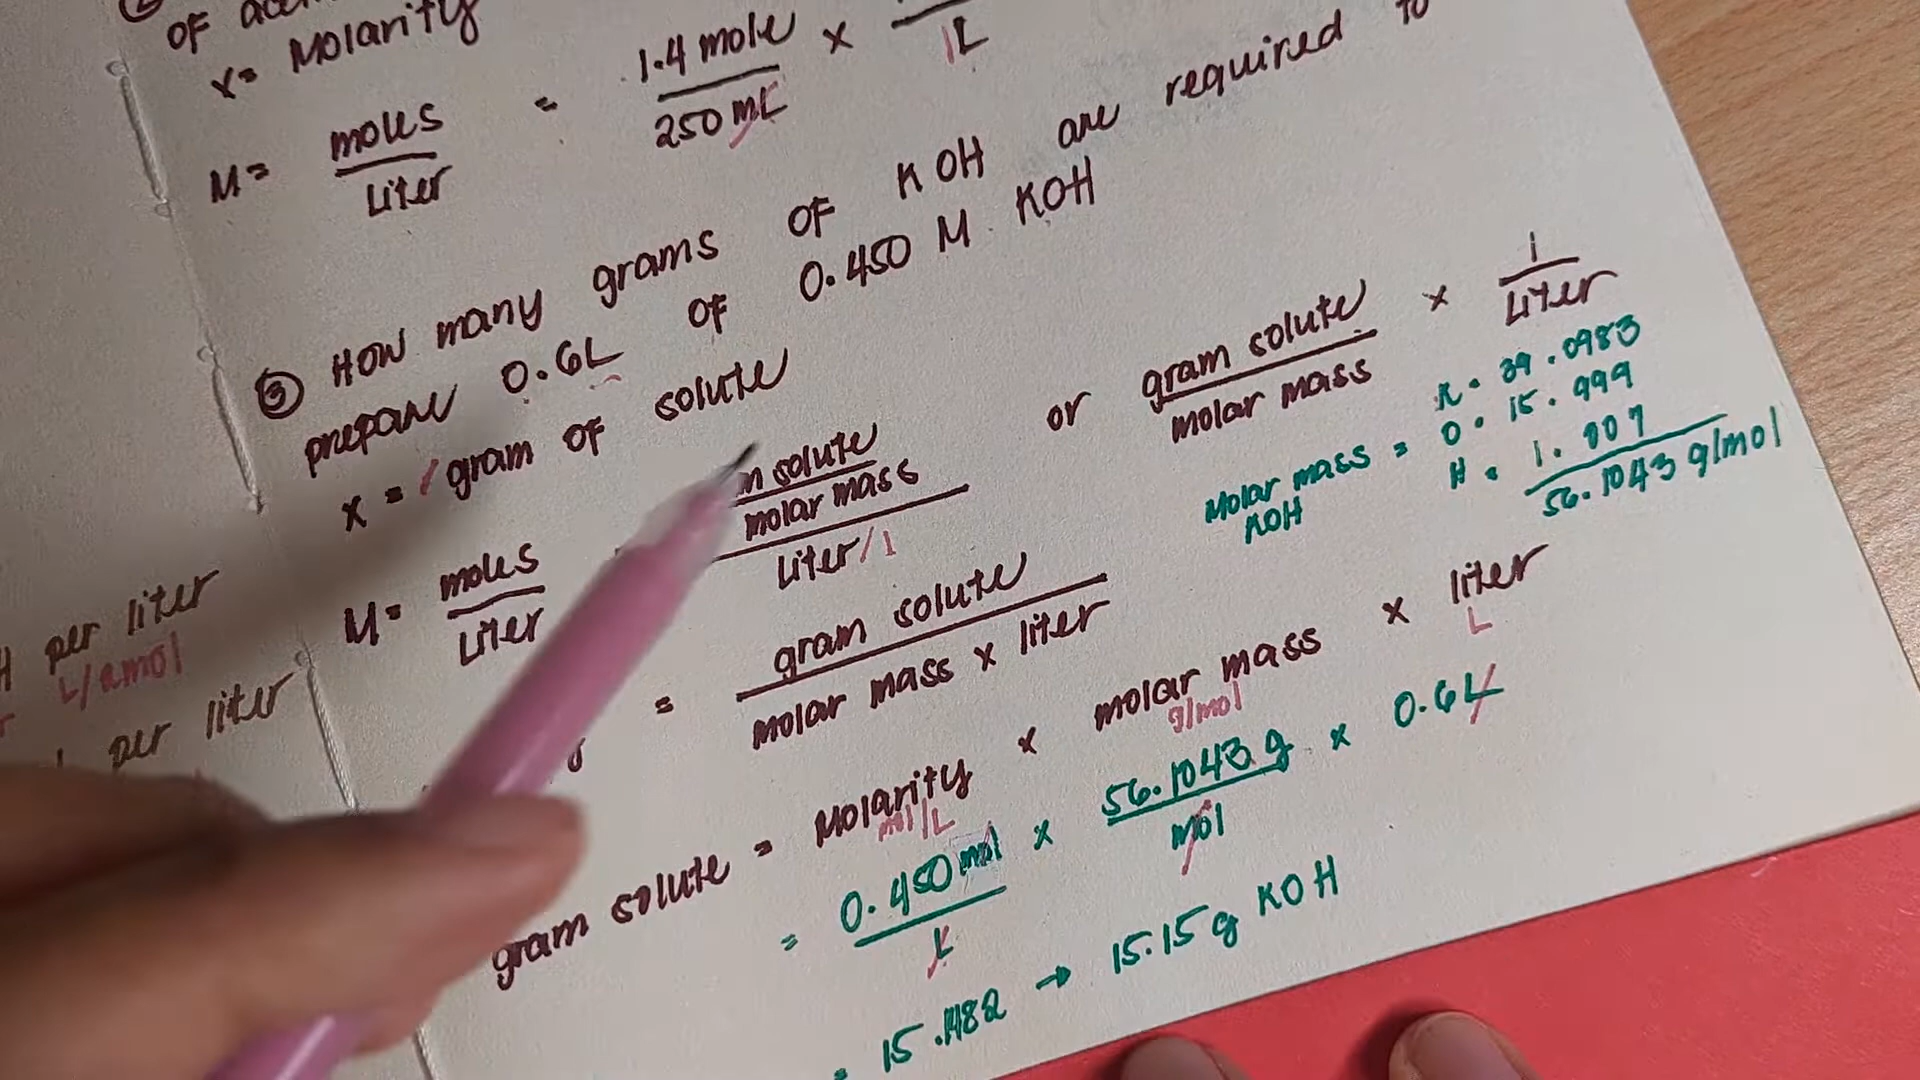 OF
X = Molarity
M = moles / Liter = 1.4 mole / 250 mL × / 1L
③ HOW many grams OF KOH are required to
prepare 0.6L OF 0.450 M KOH
X = gram OF solute
M = moles / Liter solute / molar mass / Liter / 1 or gram solute / molar mass × 1 / Liter
Molar mass KOH = K = 39.0983
O = 15.999
H = 1.007
56.1043 g/mol
= gram solute / molar mass × liter
gram solute = Molarity × molar mass × liter
mol/L g/mol L
= 0.450 mol / L × 56.1043 g / mol × 0.6L
= 15.1482 → 15.15 g KOH
per liter
L/2mol
per liter